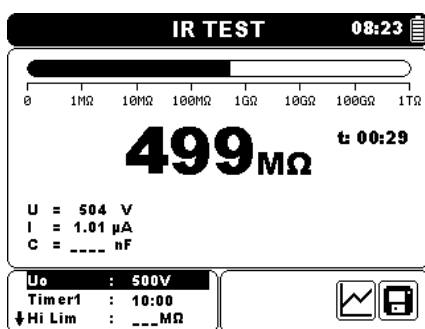 IR TEST 08:23
0 1MΩ 10MΩ 100MΩ 1GΩ 10GΩ 100GΩ 1TΩ
499MΩ t: 00:29
U = 504 V
I = 1.01 µA
C = ____ nF
Uo : 500V
Timer1 : 10:00
Hi Lim : ___MΩ